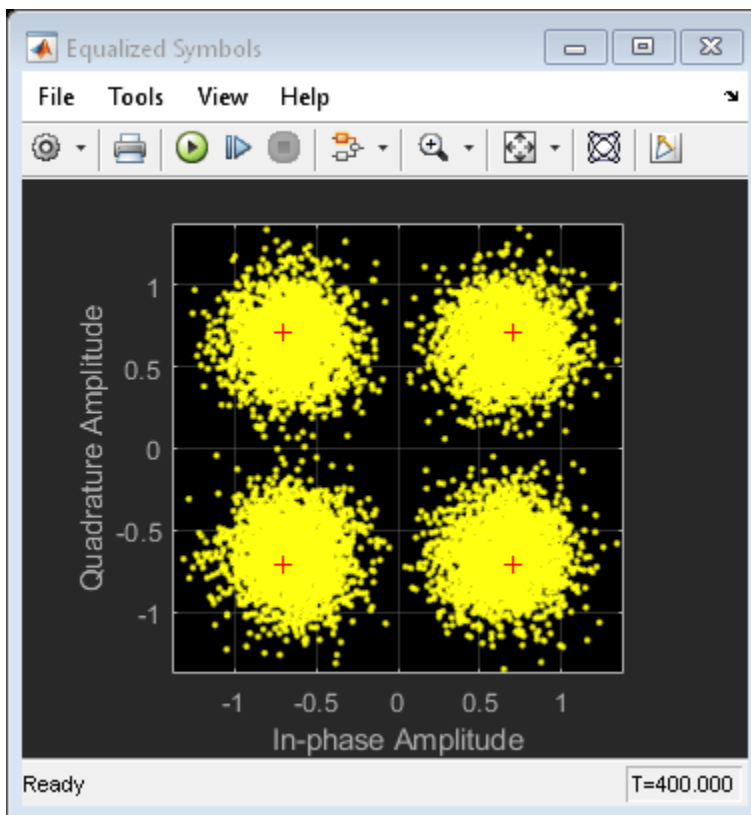 Equalized Symbols
File Tools View Help
Quadrature Amplitude
1
0.5
0
-0.5
-1
-1 -0.5 0 0.5 1
In-phase Amplitude
Ready T=400.000